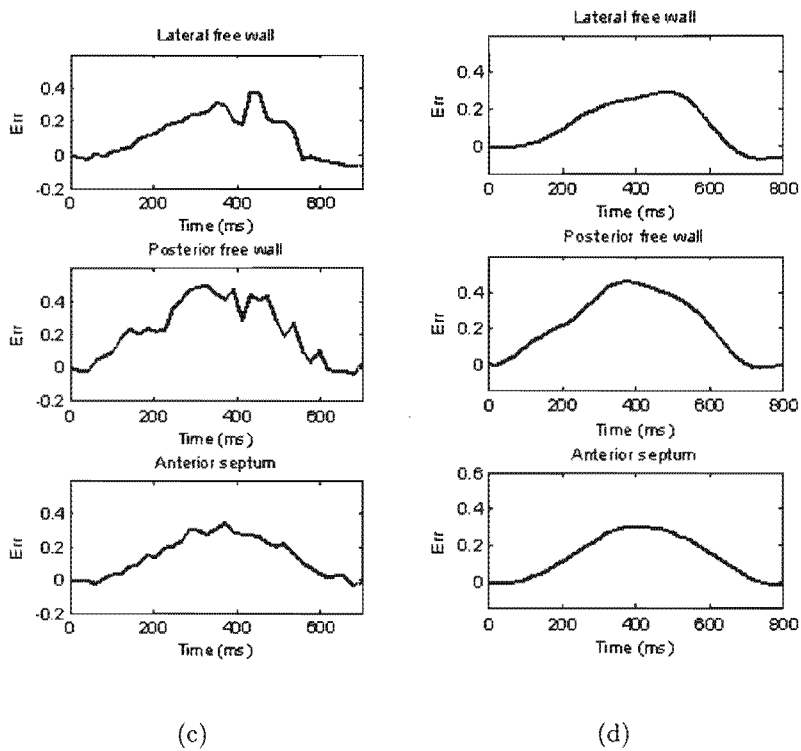 Lateral free wall
Err
0.4
0.2
0
-0.2
0 200 400 600
Time (ms)
Posterior free wall
Err
0.4
0.2
0
-0.2
0 200 400 600
Time (ms)
Anterior septum
Err
0.4
0.2
0
-0.2
0 200 400 600
Time (ms)
(c)
Lateral free wall
Err
0.4
0.2
0
0 200 400 600 800
Time (ms)
Posterior free wall
Err
0.4
0.2
0
0 200 400 600 800
Time (ms)
Anterior septum
Err
0.6
0.4
0.2
0
0 200 400 600 800
Time (ms)
(d)